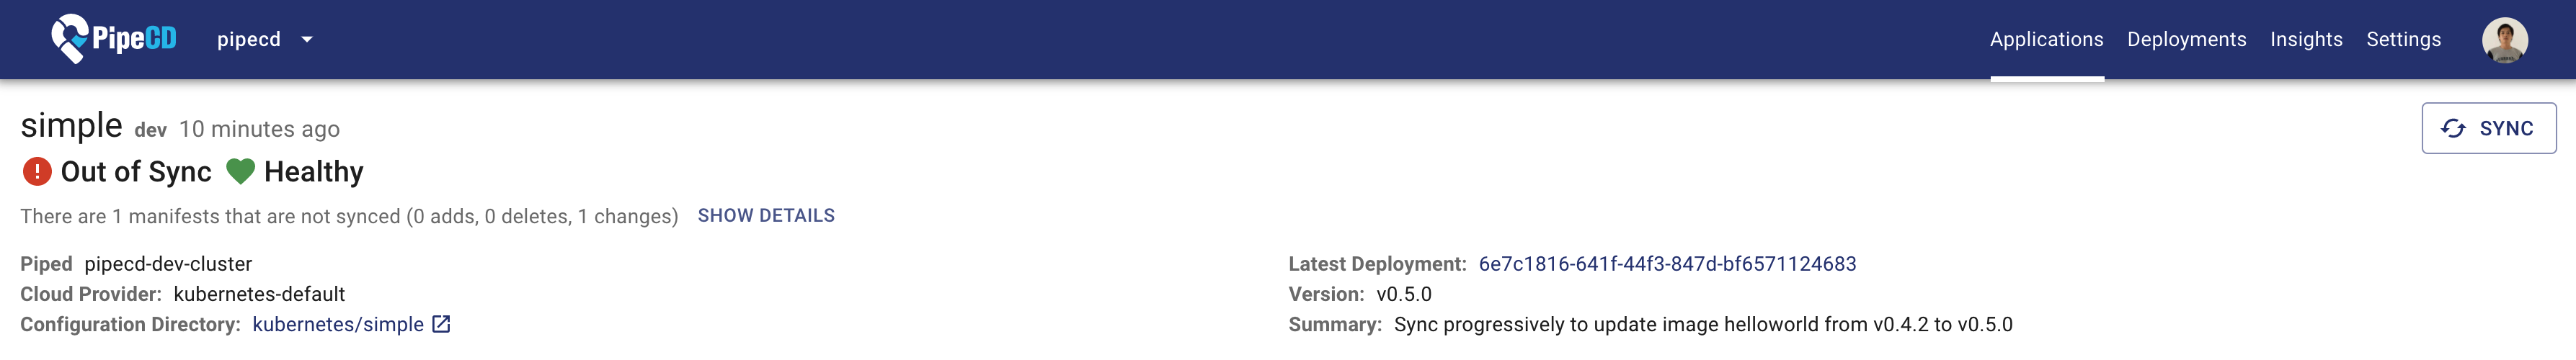 PipeCD pipecd Applications Deployments Insights Settings
simple dev 10 minutes ago SYNC
Out of Sync Healthy
There are 1 manifests that are not synced (0 adds, 0 deletes, 1 changes) SHOW DETAILS
Piped pipecd-dev-cluster
Cloud Provider: kubernetes-default
Configuration Directory: kubernetes/simple
Latest Deployment: 6e7c1816-641f-44f3-847d-bf6571124683
Version: v0.5.0
Summary: Sync progressively to update image helloworld from v0.4.2 to v0.5.0